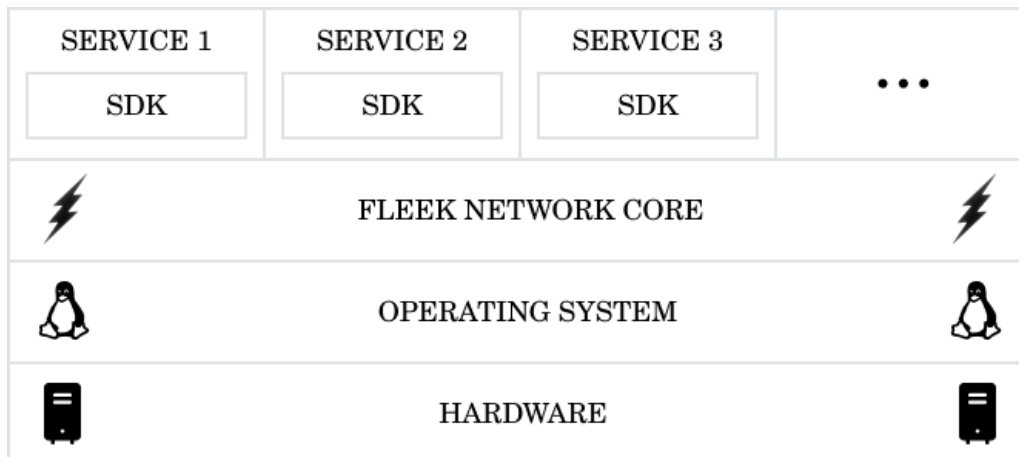 SERVICE 1
SDK
SERVICE 2
SDK
SERVICE 3
SDK
...
FLEEK NETWORK CORE
OPERATING SYSTEM
HARDWARE